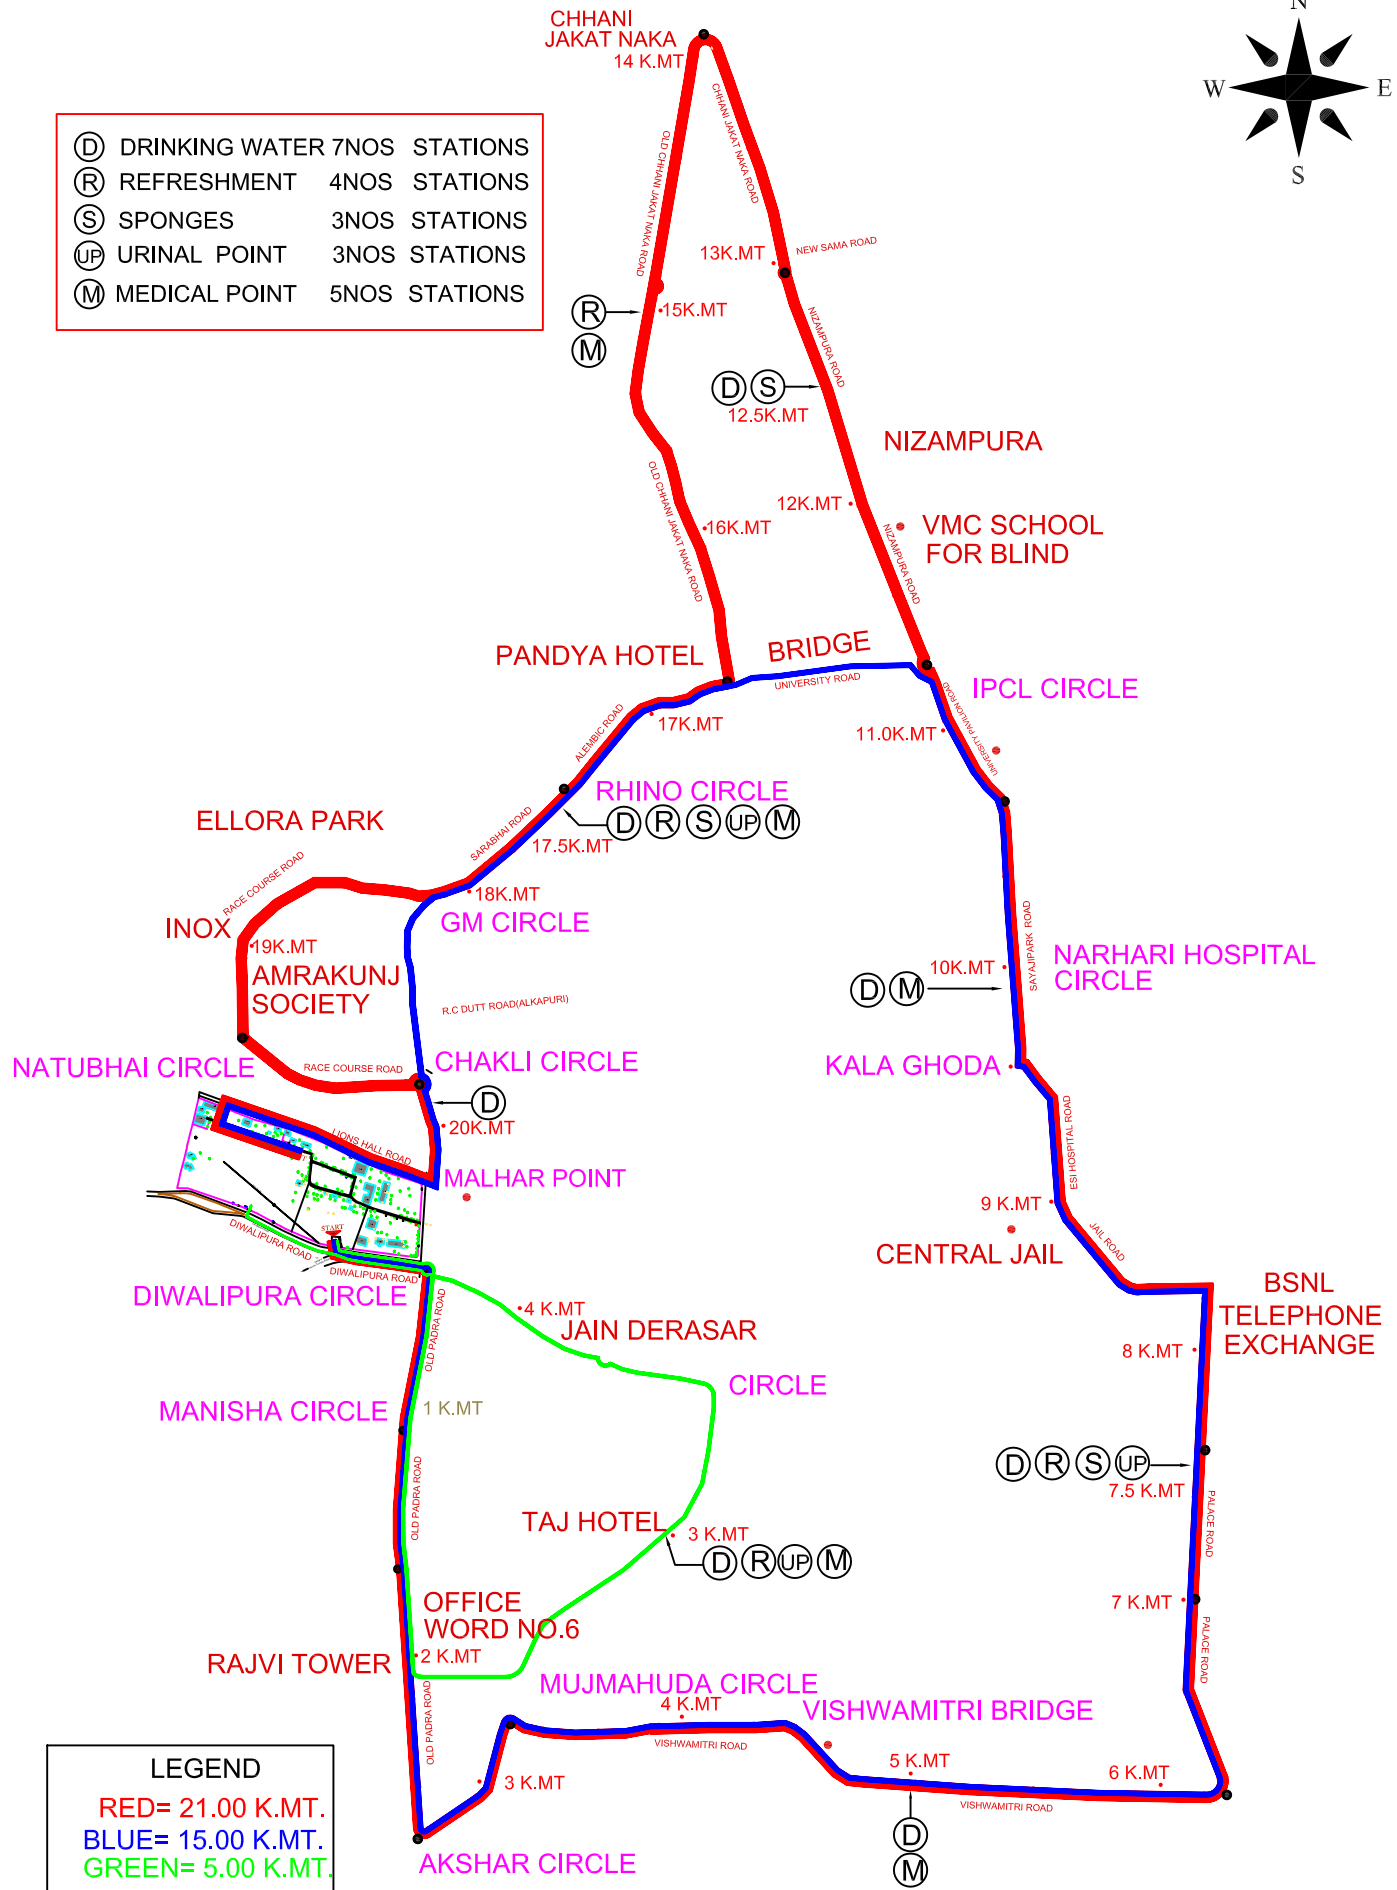 CHHANI
JAKAT NAKA
14 K.MT
N
W
E
S
D DRINKING WATER 7NOS STATIONS
R REFRESHMENT 4NOS STATIONS
S SPONGES 3NOS STATIONS
UP URINAL POINT 3NOS STATIONS
M MEDICAL POINT 5NOS STATIONS
OLD CHHANI JAKAT NAKA ROAD
CHHANI JAKAT NAKA ROAD
13K.MT
NEW SAMA ROAD
R
15K.MT
M
NIZAMPURA ROAD
D S
12.5K.MT
NIZAMPURA
OLD CHHANI JAKAT NAKA ROAD
12K.MT
16K.MT
NIZAMPURA ROAD
VMC SCHOOL
FOR BLIND
PANDYA HOTEL
BRIDGE
UNIVERSITY ROAD
IPCL CIRCLE
UNIVERSITY PAVILION ROAD
17K.MT
11.0K.MT
ALEMBIC ROAD
RHINO CIRCLE
D R S UP M
17.5K.MT
ELLORA PARK
SARABHAI ROAD
RACE COURSE ROAD
18K.MT
INOX
GM CIRCLE
19K.MT
AMRAKUNJ
SOCIETY
R.C DUTT ROAD(ALKAPURI)
SAYAJIPARK ROAD
NARHARI HOSPITAL
CIRCLE
10K.MT
D M
NATUBHAI CIRCLE
RACE COURSE ROAD
CHAKLI CIRCLE
KALA GHODA
D
20K.MT
LIONS HALL ROAD
MALHAR POINT
ESI HOSPITAL ROAD
9 K.MT
JAIL ROAD
CENTRAL JAIL
DIWALIPURA ROAD
START
DIWALIPURA ROAD
DIWALIPURA CIRCLE
BSNL
TELEPHONE
EXCHANGE
OLD PADRA ROAD
4 K.MT
JAIN DERASAR
8 K.MT
CIRCLE
MANISHA CIRCLE
1 K.MT
OLD PADRA ROAD
D R S UP
7.5 K.MT
PALACE ROAD
TAJ HOTEL
3 K.MT
D R UP M
OFFICE
WORD NO.6
7 K.MT
PALACE ROAD
RAJVI TOWER
2 K.MT
OLD PADRA ROAD
MUJMAHUDA CIRCLE
4 K.MT
VISHWAMITRI BRIDGE
VISHWAMITRI ROAD
3 K.MT
5 K.MT
6 K.MT
VISHWAMITRI ROAD
D
M
AKSHAR CIRCLE
LEGEND
RED= 21.00 K.MT.
BLUE= 15.00 K.MT.
GREEN= 5.00 K.MT.